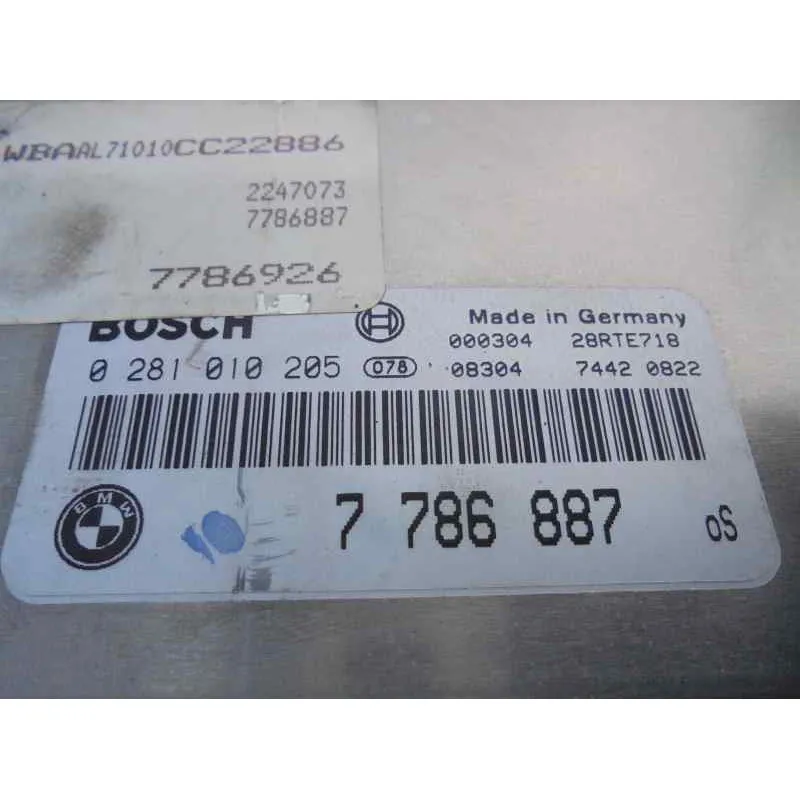 WBAAL71010CC22886
2247073
7786887
7786926
BOSCH
Made in Germany
000304 28RTE718
0 281 010 205 078 08304 7442 0822
BMW
7 786 887 oS